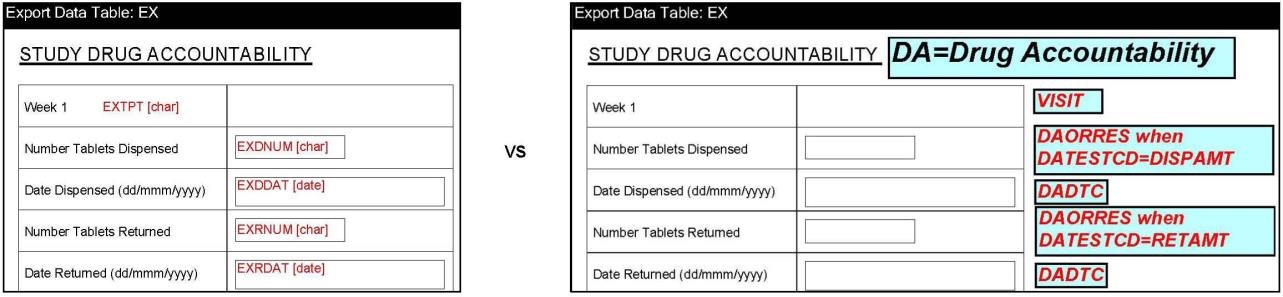 Export Data Table: EX
STUDY DRUG ACCOUNTABILITY
Week 1 EXTPT [char]
Number Tablets Dispensed EXDNUM [char]
Date Dispensed (dd/mmm/yyyy) EXDDAT [date]
Number Tablets Returned EXRNUM [char]
Date Returned (dd/mmm/yyyy) EXRDAT [date]
vs
Export Data Table: EX
STUDY DRUG ACCOUNTABILITY DA=Drug Accountability
Week 1 VISIT
Number Tablets Dispensed DAORRES when
DATESTCD=DISPAMT
Date Dispensed (dd/mmm/yyyy) DADTC
Number Tablets Returned DAORRES when
DATESTCD=RETAMT
Date Returned (dd/mmm/yyyy) DADTC